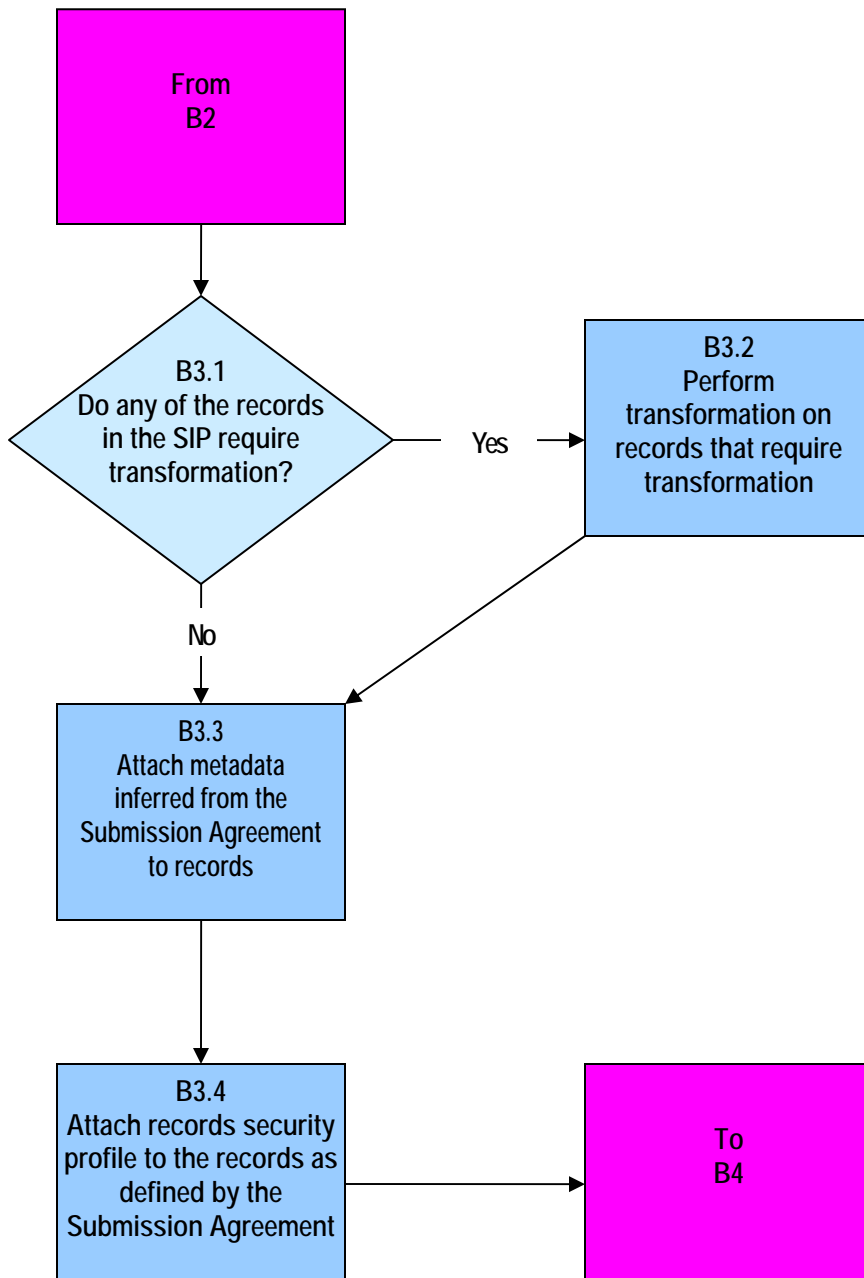 From
B2
B3.1
Do any of the records
in the SIP require
transformation?
Yes
B3.2
Perform
transformation on
records that require
transformation
No
B3.3
Attach metadata
inferred from the
Submission Agreement
to records
B3.4
Attach records security
profile to the records as
defined by the
Submission Agreement
To
B4